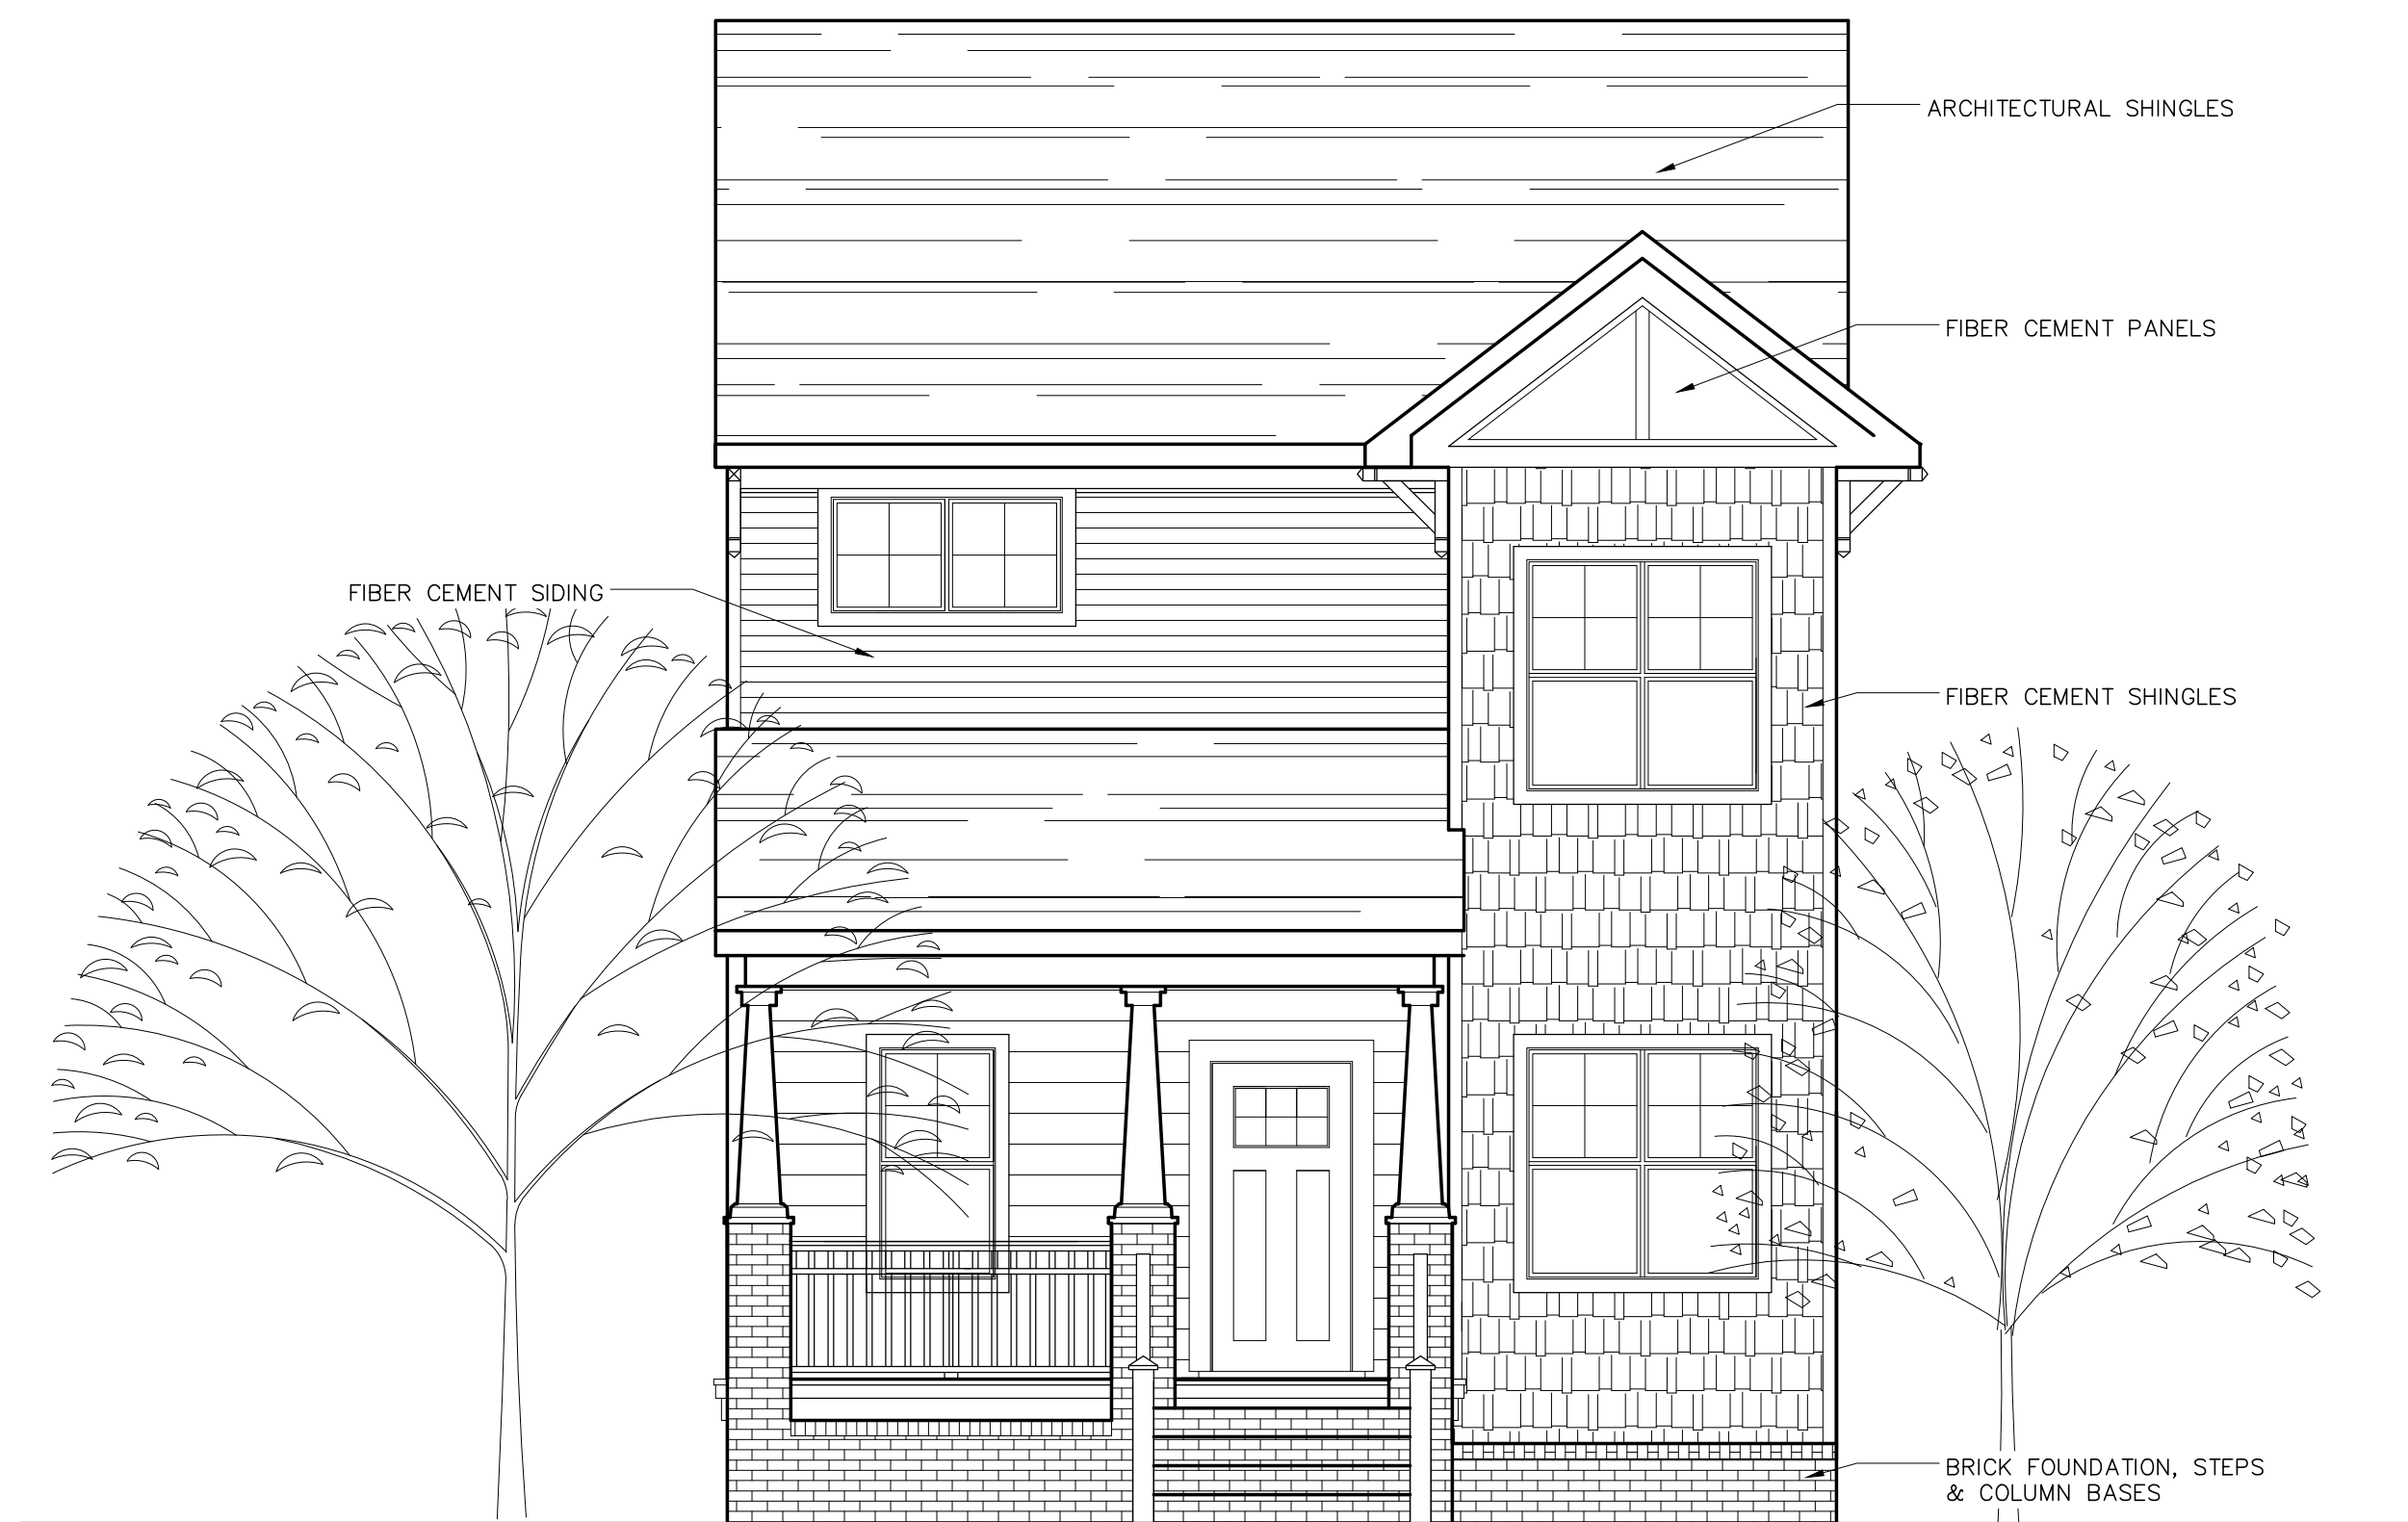 ARCHITECTURAL SHINGLES
FIBER CEMENT PANELS
FIBER CEMENT SIDING
FIBER CEMENT SHINGLES
BRICK FOUNDATION, STEPS
& COLUMN BASES